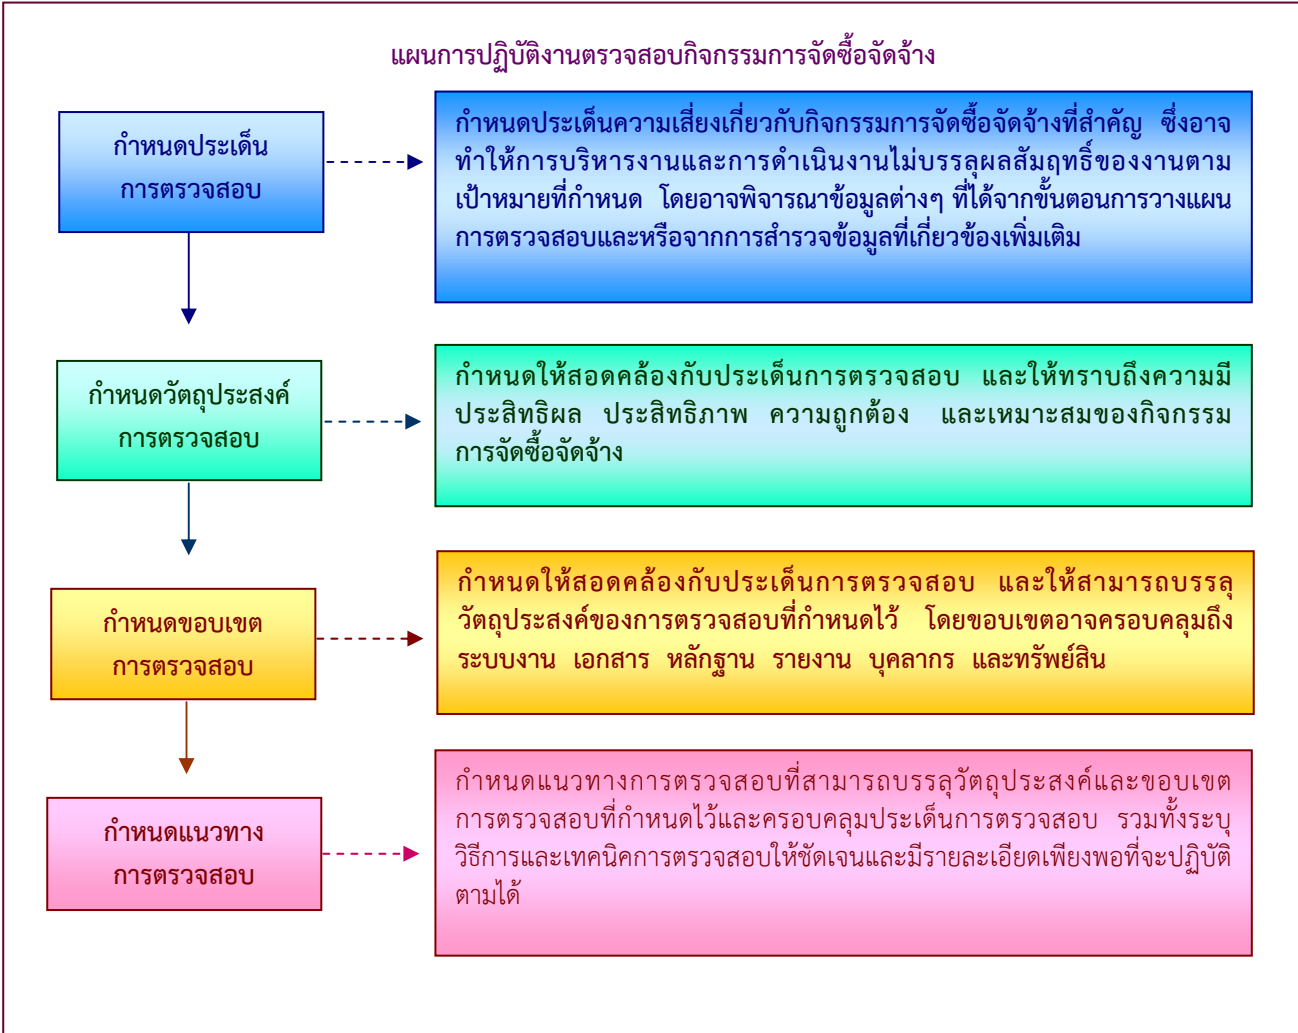 แผนการปฏิบัติงานตรวจสอบกิจกรรมการจัดซื้อจัดจ้าง
กำหนดประเด็น
การตรวจสอบ
กำหนดประเด็นความเสี่ยงเกี่ยวกับกิจกรรมการจัดซื้อจัดจ้างที่สำคัญ ซึ่งอาจ
ทำให้การบริหารงานและการดำเนินงานไม่บรรลุผลสัมฤทธิ์ของงานตาม
เป้าหมายที่กำหนด โดยอาจพิจารณาข้อมูลต่างๆ ที่ได้จากขั้นตอนการวางแผน
การตรวจสอบและหรือจากการสำรวจข้อมูลที่เกี่ยวข้องเพิ่มเติม
กำหนดวัตถุประสงค์
การตรวจสอบ
กำหนดให้สอดคล้องกับประเด็นการตรวจสอบ และให้ทราบถึงความมี
ประสิทธิผล ประสิทธิภาพ ความถูกต้อง และเหมาะสมของกิจกรรม
การจัดซื้อจัดจ้าง
กำหนดขอบเขต
การตรวจสอบ
กำหนดให้สอดคล้องกับประเด็นการตรวจสอบ และให้สามารถบรรลุ
วัตถุประสงค์ของการตรวจสอบที่กำหนดไว้ โดยขอบเขตอาจครอบคลุมถึง
ระบบงาน เอกสาร หลักฐาน รายงาน บุคลากร และทรัพย์สิน
กำหนดแนวทาง
การตรวจสอบ
กำหนดแนวทางการตรวจสอบที่สามารถบรรลุวัตถุประสงค์และขอบเขต
การตรวจสอบที่กำหนดไว้และครอบคลุมประเด็นการตรวจสอบ รวมทั้งระบุ
วิธีการและเทคนิคการตรวจสอบให้ชัดเจนและมีรายละเอียดเพียงพอที่จะปฏิบัติ
ตามได้